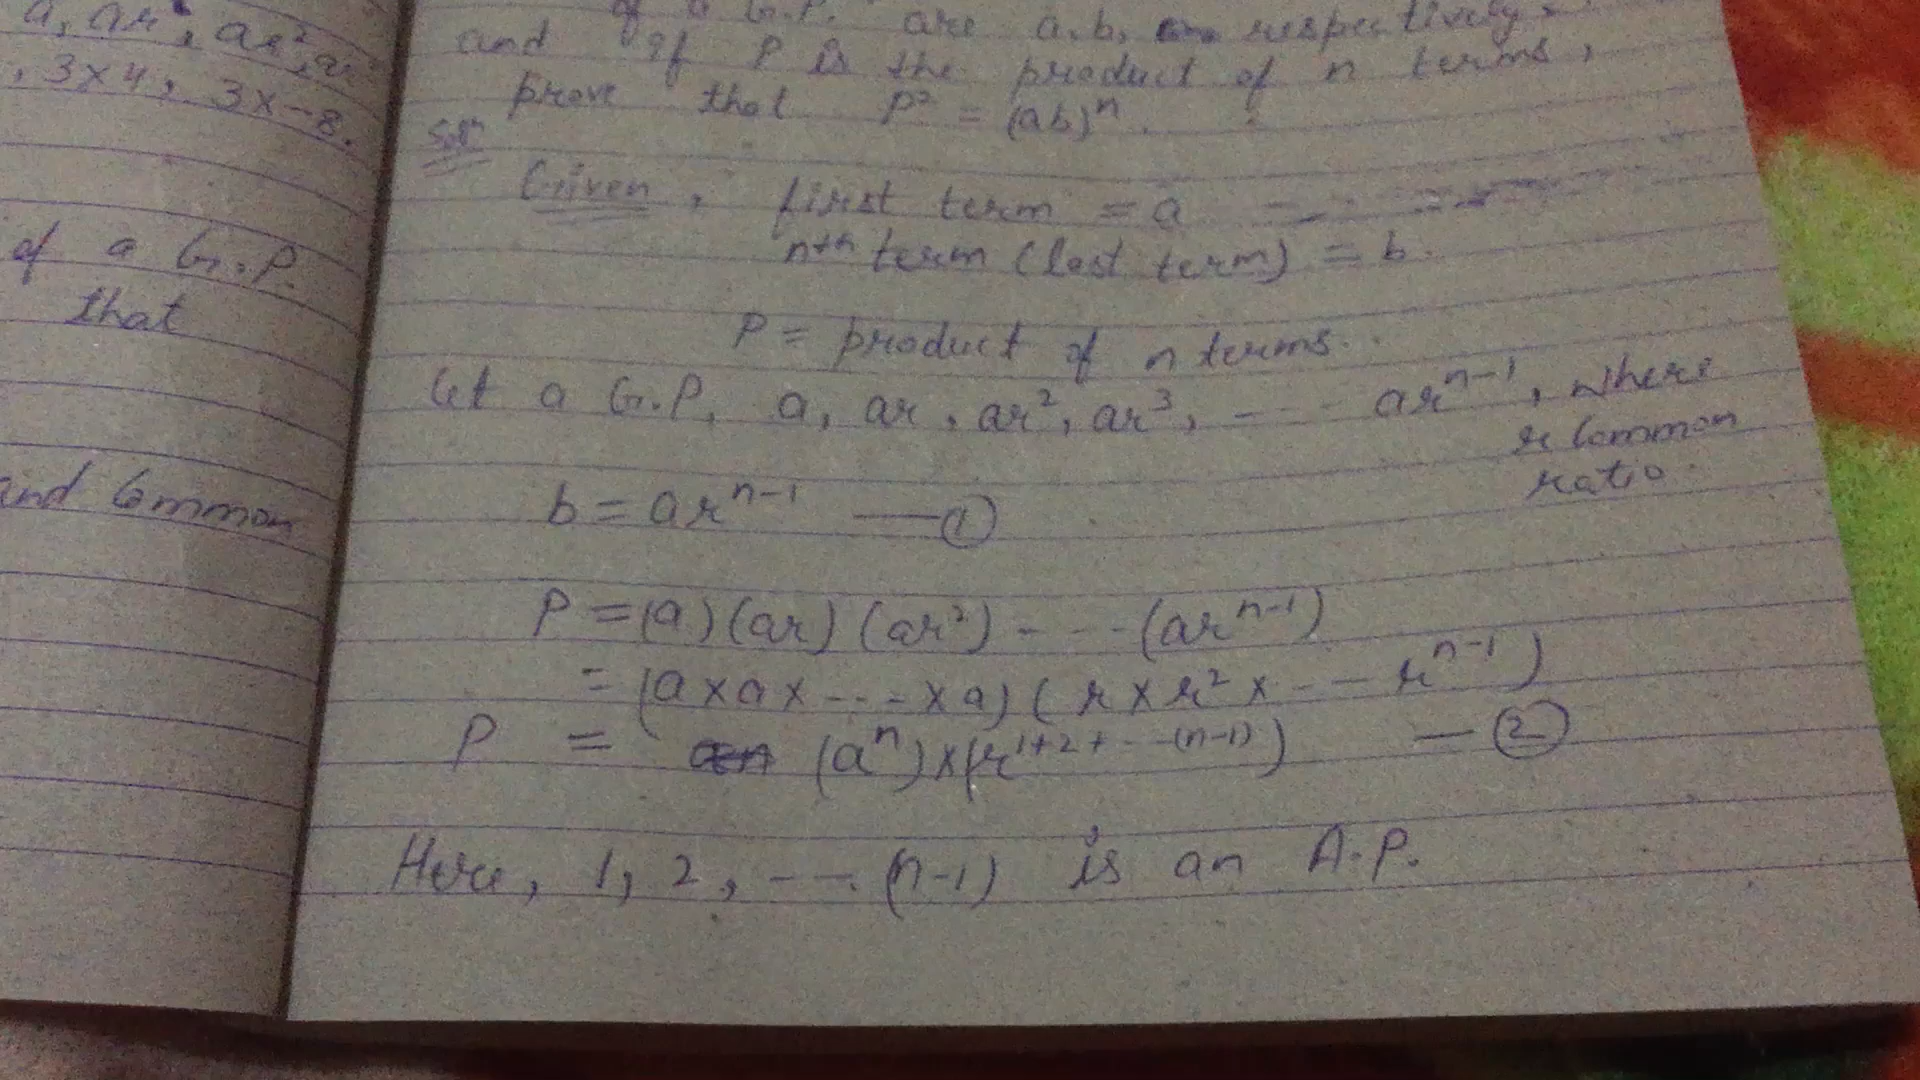 a, ar, ar²,
, 3×4, 3×-8.
of a G.P.
that
and Common
of a G.P. are a, b, respectively.
and if P is the product of n terms,
prove that P² = (ab)ⁿ.
Solⁿ
Given, first term = a
nth term (last term) = b.
P = product of n terms.
Let a G.P, a, ar, ar², ar³, ---- arⁿ⁻¹, where
r Common
ratio.
b = arⁿ⁻¹ —①
P = (a)(ar)(ar²) - - - (arⁿ⁻¹)
= (a×a× ---- ×a)(r×r²× -- rⁿ⁻¹)
P = (aⁿ)×(r¹⁺²⁺ ⁻⁻⁽ⁿ⁻¹⁾) —②
Here, 1, 2, --- (n-1) is an A.P.